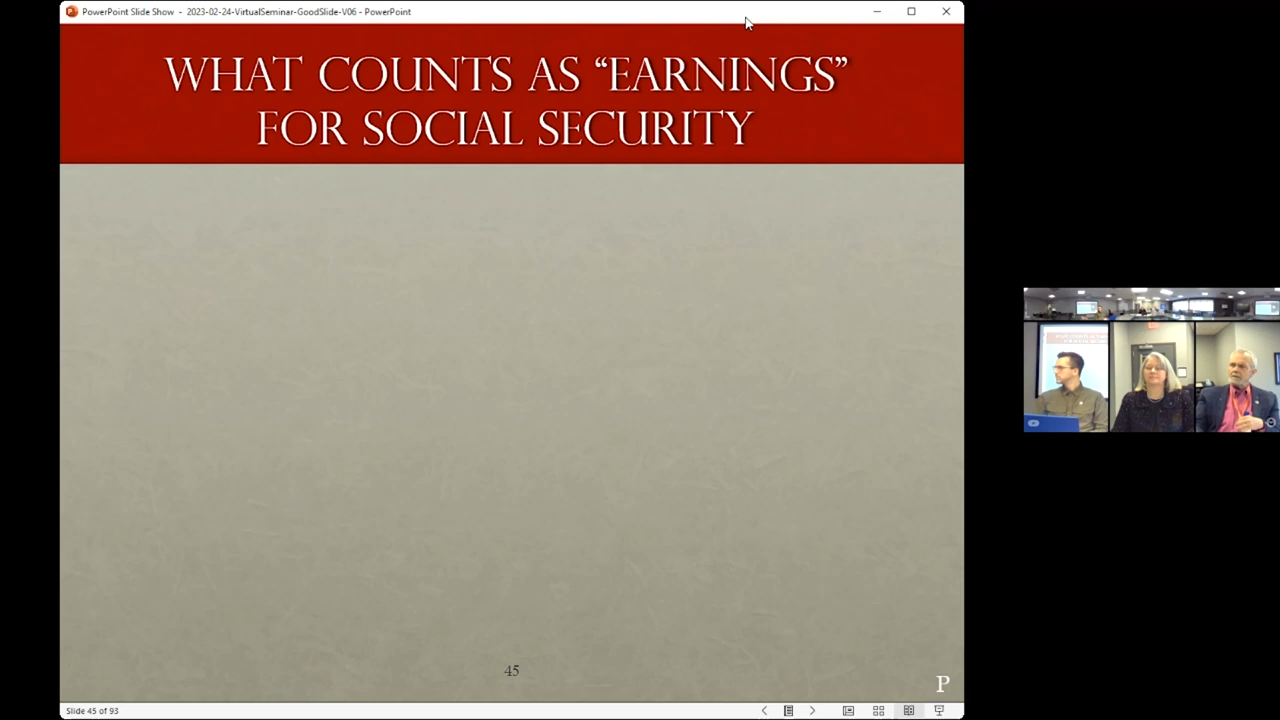 PowerPoint Slide Show - 2023-02-24-VirtualSeminar-GoodSlide-V06 - PowerPoint
WHAT COUNTS AS “EARNINGS”
FOR SOCIAL SECURITY
45
P
Slide 45 of 93